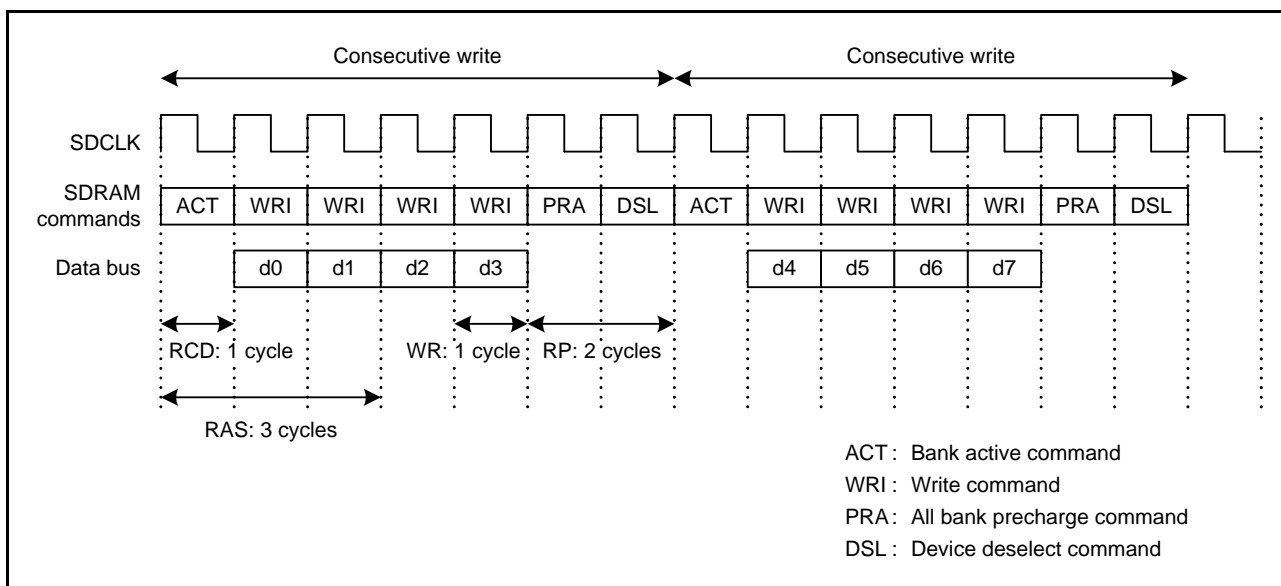 Consecutive write Consecutive write
SDCLK
SDRAM
commands
ACT WRI WRI WRI WRI PRA DSL ACT WRI WRI WRI WRI PRA DSL
Data bus d0 d1 d2 d3 d4 d5 d6 d7
RCD: 1 cycle WR: 1 cycle RP: 2 cycles
RAS: 3 cycles
ACT : Bank active command
WRI : Write command
PRA : All bank precharge command
DSL : Device deselect command